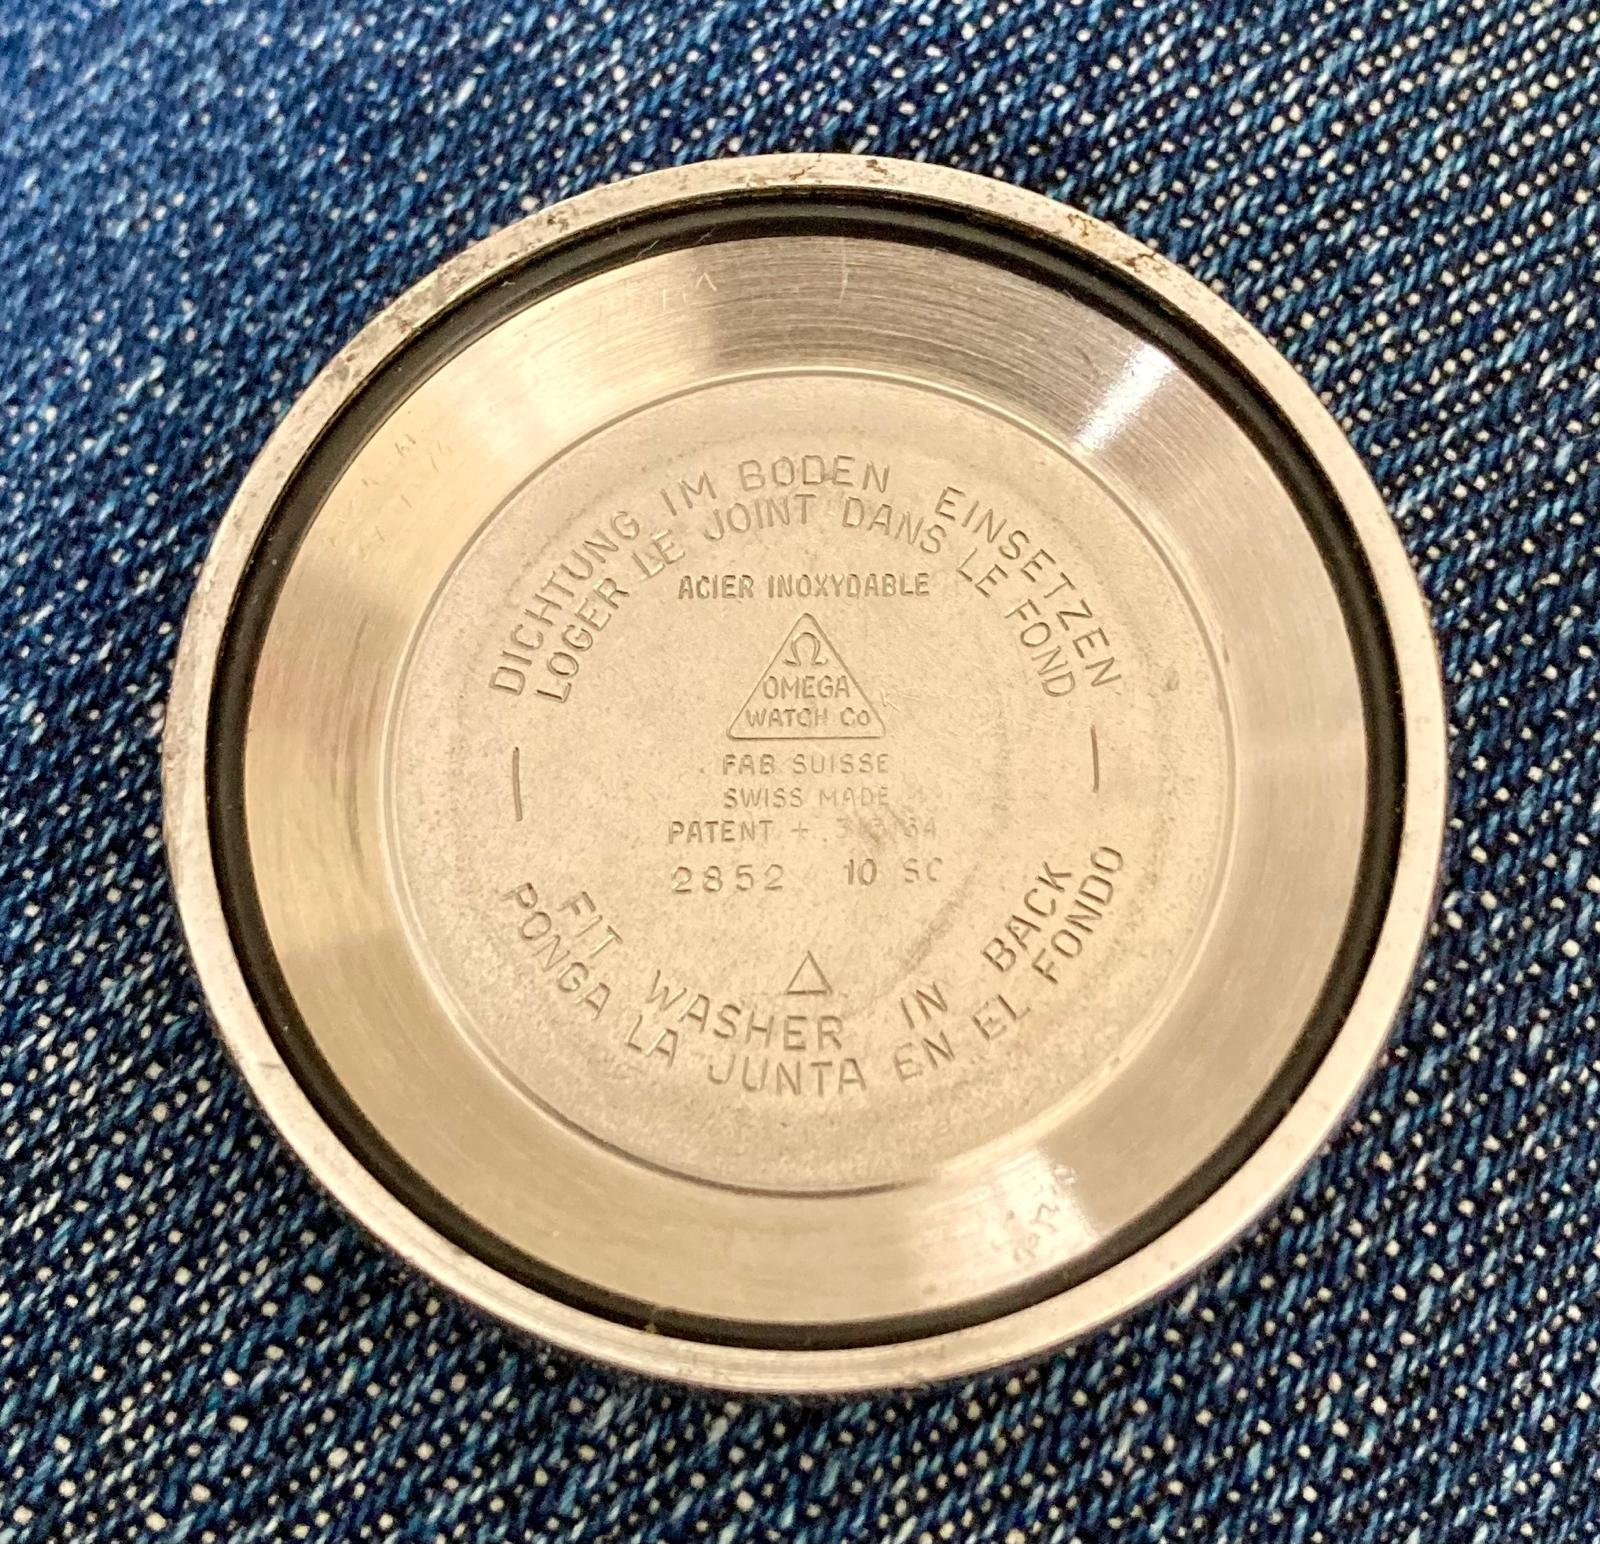 DICHTUNG IM BODEN EINSETZEN
LOGER LE JOINT DANS LE FOND
ACIER INOXYDABLE
Ω
OMEGA
WATCH Co
FAB SUISSE
SWISS MADE
PATENT +
2852 10 SC
FIT WASHER IN BACK
PONGA LA JUNTA EN EL FONDO